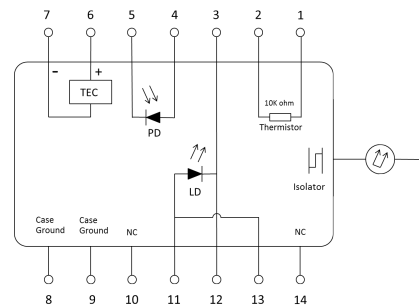 7 6 5 4 3 2 1
- +
TEC
PD
10K ohm
Thermistor
LD
Isolator
Case
Ground
Case
Ground
NC
NC
8 9 10 11 12 13 14